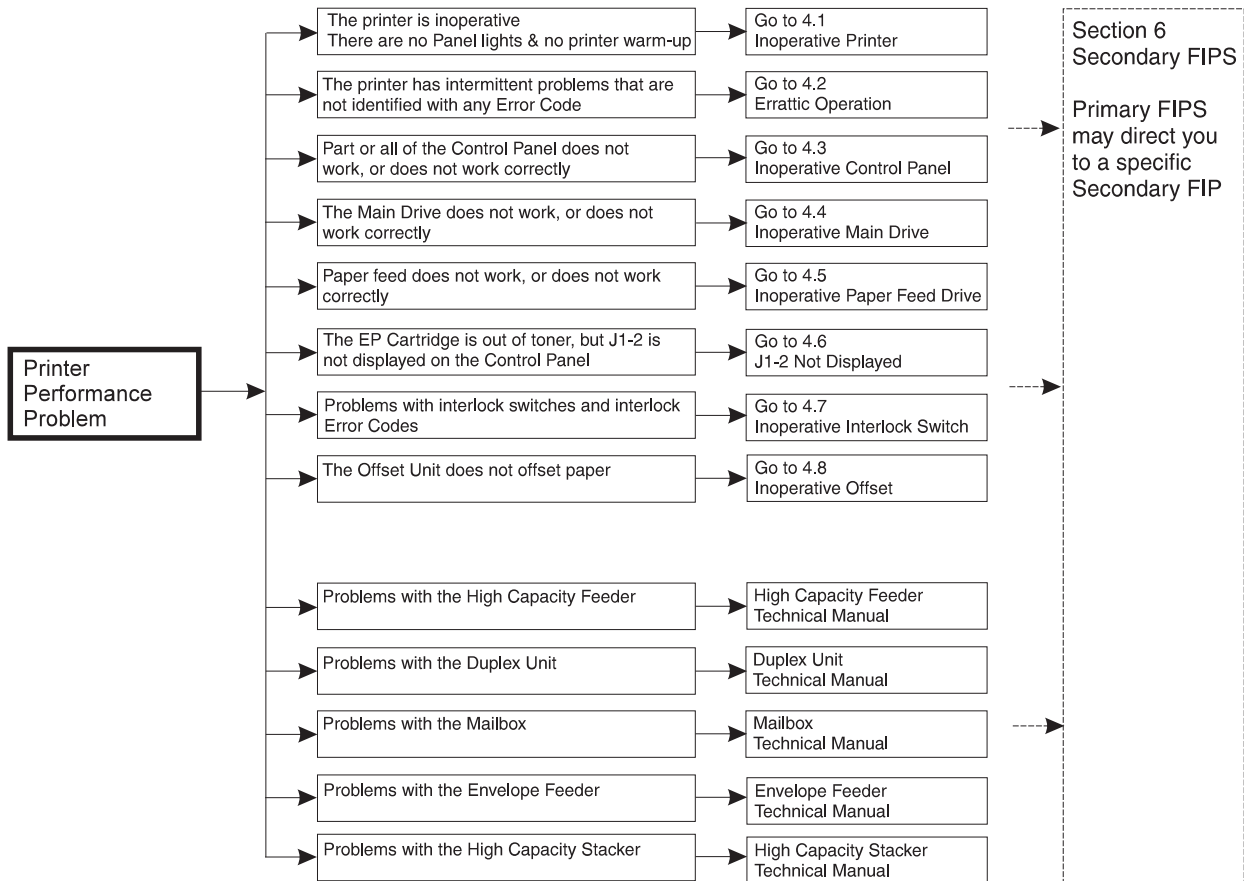 Printer
Performance
Problem
The printer is inoperative
There are no Panel lights & no printer warm-up
Go to 4.1
Inoperative Printer
The printer has intermittent problems that are
not identified with any Error Code
Go to 4.2
Errattic Operation
Part or all of the Control Panel does not
work, or does not work correctly
Go to 4.3
Inoperative Control Panel
The Main Drive does not work, or does not
work correctly
Go to 4.4
Inoperative Main Drive
Paper feed does not work, or does not work
correctly
Go to 4.5
Inoperative Paper Feed Drive
The EP Cartridge is out of toner, but J1-2 is
not displayed on the Control Panel
Go to 4.6
J1-2 Not Displayed
Problems with interlock switches and interlock
Error Codes
Go to 4.7
Inoperative Interlock Switch
The Offset Unit does not offset paper
Go to 4.8
Inoperative Offset
Problems with the High Capacity Feeder
High Capacity Feeder
Technical Manual
Problems with the Duplex Unit
Duplex Unit
Technical Manual
Problems with the Mailbox
Mailbox
Technical Manual
Problems with the Envelope Feeder
Envelope Feeder
Technical Manual
Problems with the High Capacity Stacker
High Capacity Stacker
Technical Manual
Section 6
Secondary FIPS
Primary FIPS
may direct you
to a specific
Secondary FIP